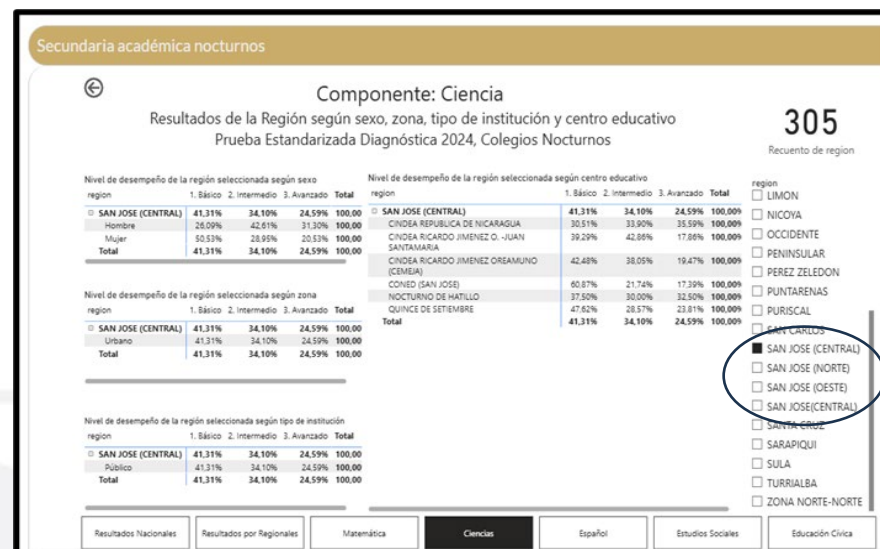 Secundaria académica nocturnos
Componente: Ciencia
Resultados de la Región según sexo, zona, tipo de institución y centro educativo
Prueba Estandarizada Diagnóstica 2024, Colegios Nocturnos
305
Recuento de region
Nivel de desempeño de la región seleccionada según sexo
region 1. Básico 2. Intermedio 3. Avanzado Total
SAN JOSE (CENTRAL) 41,31% 34,10% 24,59% 100,00
Hombre 26,09% 42,61% 31,30% 100,00
Mujer 50,53% 28,95% 20,53% 100,00
Total 41,31% 34,10% 24,59% 100,00
Nivel de desempeño de la región seleccionada según zona
region 1. Básico 2. Intermedio 3. Avanzado Total
SAN JOSE (CENTRAL) 41,31% 34,10% 24,59% 100,00
Urbano 41,31% 34,10% 24,59% 100,00
Total 41,31% 34,10% 24,59% 100,00
Nivel de desempeño de la región seleccionada según tipo de institución
region 1. Básico 2. Intermedio 3. Avanzado Total
SAN JOSE (CENTRAL) 41,31% 34,10% 24,59% 100,00
Público 41,31% 34,10% 24,59% 100,00
Total 41,31% 34,10% 24,59% 100,00
Nivel de desempeño de la región seleccionada según centro educativo
region 1. Básico 2. Intermedio 3. Avanzado Total
SAN JOSE (CENTRAL) 41,31% 34,10% 24,59% 100,00%
CINDEA REPUBLICA DE NICARAGUA 30,51% 33,90% 35,59% 100,00%
CINDEA RICARDO JIMENEZ O. -JUAN 39,29% 42,86% 17,86% 100,00%
SANTAMARIA
CINDEA RICARDO JIMENEZ OREAMUNO 42,48% 38,05% 19,47% 100,00%
(CEMEJA)
CONED (SAN JOSE) 60,87% 21,74% 17,39% 100,00%
NOCTURNO DE HATILLO 37,50% 30,00% 32,50% 100,00%
QUINCE DE SETIEMBRE 47,62% 28,57% 23,81% 100,00%
Total 41,31% 34,10% 24,59% 100,00%
region
LIMON
NICOYA
OCCIDENTE
PENINSULAR
PEREZ ZELEDON
PUNTARENAS
PURISCAL
SAN CARLOS
SAN JOSE (CENTRAL)
SAN JOSE (NORTE)
SAN JOSE (OESTE)
SAN JOSE(CENTRAL)
SANTA CRUZ
SARAPIQUI
SULA
TURRIALBA
ZONA NORTE-NORTE
Resultados Nacionales
Resultados por Regionales
Matemática
Ciencias
Español
Estudios Sociales
Educación Cívica